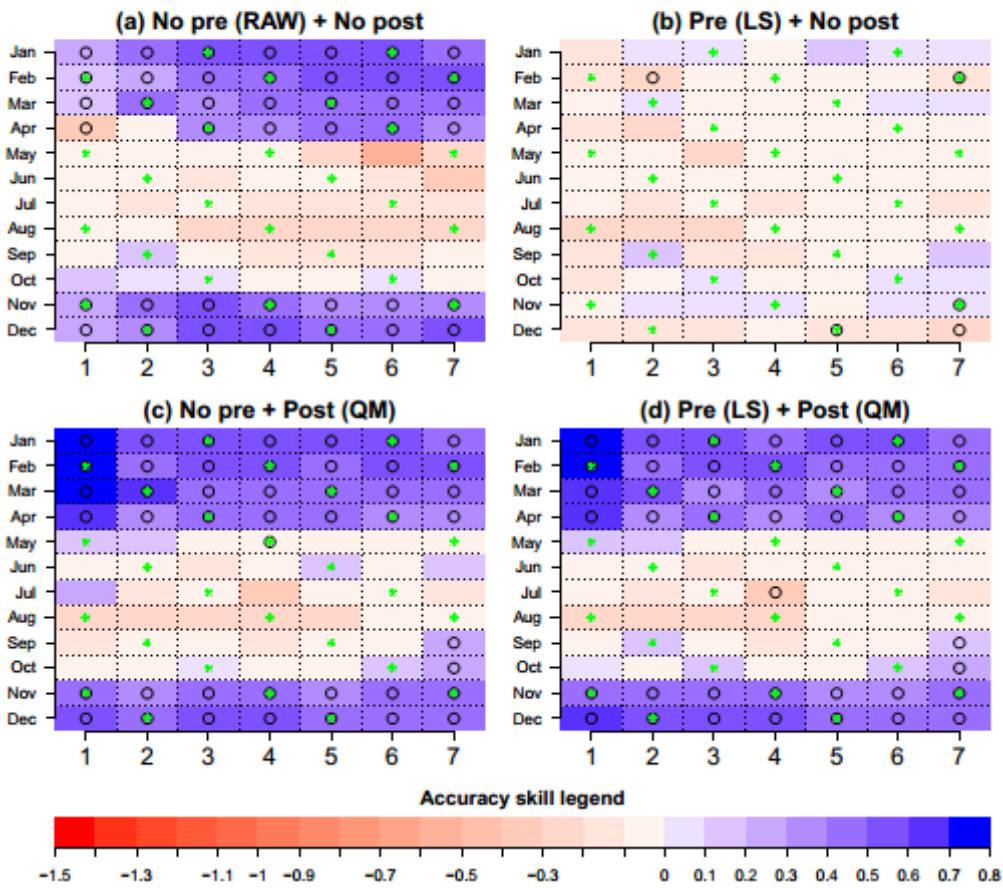 (a) No pre (RAW) + No post
(b) Pre (LS) + No post
Jan
Feb
Mar
Apr
May
Jun
Jul
Aug
Sep
Oct
Nov
Dec
1 2 3 4 5 6 7
Jan
Feb
Mar
Apr
May
Jun
Jul
Aug
Sep
Oct
Nov
Dec
1 2 3 4 5 6 7
(c) No pre + Post (QM)
(d) Pre (LS) + Post (QM)
Jan
Feb
Mar
Apr
May
Jun
Jul
Aug
Sep
Oct
Nov
Dec
1 2 3 4 5 6 7
Jan
Feb
Mar
Apr
May
Jun
Jul
Aug
Sep
Oct
Nov
Dec
1 2 3 4 5 6 7
Accuracy skill legend
−1.5 −1.3 −1.1 −1 −0.9 −0.7 −0.5 −0.3 0 0.1 0.2 0.3 0.4 0.5 0.6 0.7 0.8